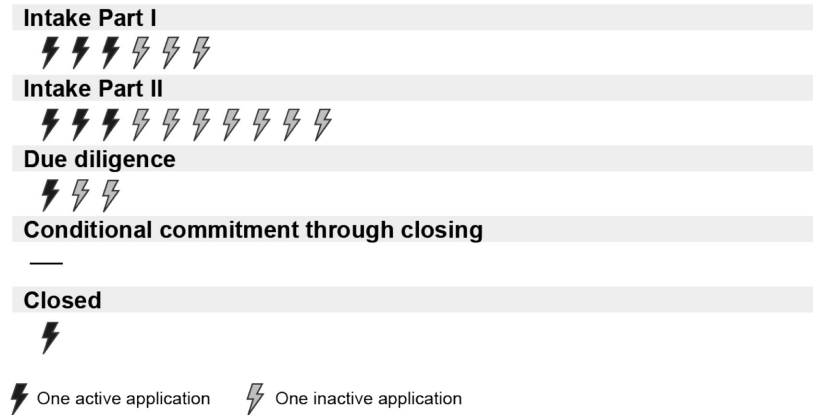 Intake Part I
Intake Part II
Due diligence
Conditional commitment through closing
—
Closed
One active application One inactive application